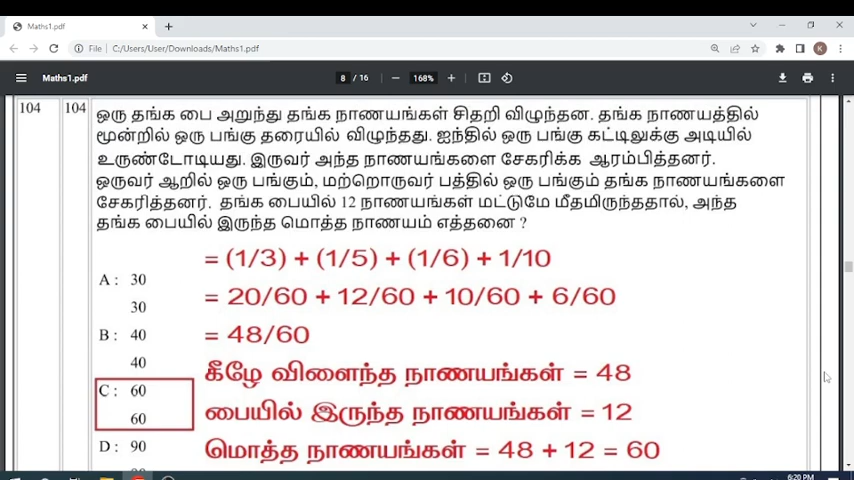 Maths1.pdf
File C:/Users/User/Downloads/Maths1.pdf
K
Maths1.pdf
8 / 16
168%
104
104 ஒரு தங்க பை அறுந்து தங்க நாணயங்கள் சிதறி விழுந்தன. தங்க நாணயத்தில்
மூன்றில் ஒரு பங்கு தரையில் விழுந்தது. ஐந்தில் ஒரு பங்கு கட்டிலுக்கு அடியில்
உருண்டோடியது. இருவர் அந்த நாணயங்களை சேகரிக்க ஆரம்பித்தனர்.
ஒருவர் ஆறில் ஒரு பங்கும், மற்றொருவர் பத்தில் ஒரு பங்கும் தங்க நாணயங்களை
சேகரித்தனர். தங்க பையில் 12 நாணயங்கள் மட்டுமே மீதமிருந்ததால், அந்த
தங்க பையில் இருந்த மொத்த நாணயம் எத்தனை ?
= (1/3) + (1/5) + (1/6) + 1/10
A : 30
= 20/60 + 12/60 + 10/60 + 6/60
30
B : 40
= 48/60
40
கீழே விளைந்த நாணயங்கள் = 48
C : 60
பையில் இருந்த நாணயங்கள் = 12
60
D : 90
மொத்த நாணயங்கள் = 48 + 12 = 60
6:20 PM